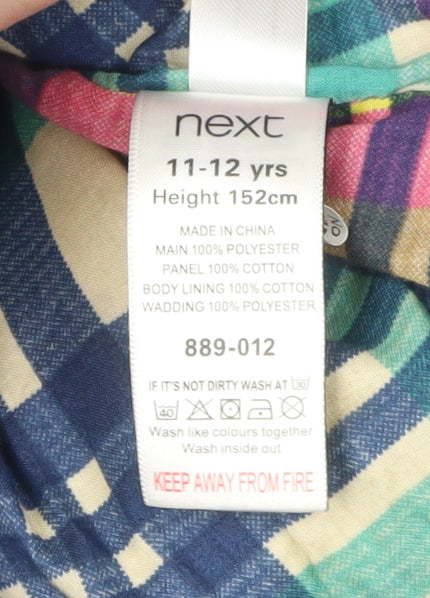 next
11-12 yrs
Height 152cm
MADE IN CHINA
MAIN 100% POLYESTER
PANEL 100% COTTON
BODY LINING 100% COTTON
WADDING 100% POLYESTER
889-012
IF IT'S NOT DIRTY WASH AT 30
40
Wash like colours together
Wash inside out
KEEP AWAY FROM FIRE